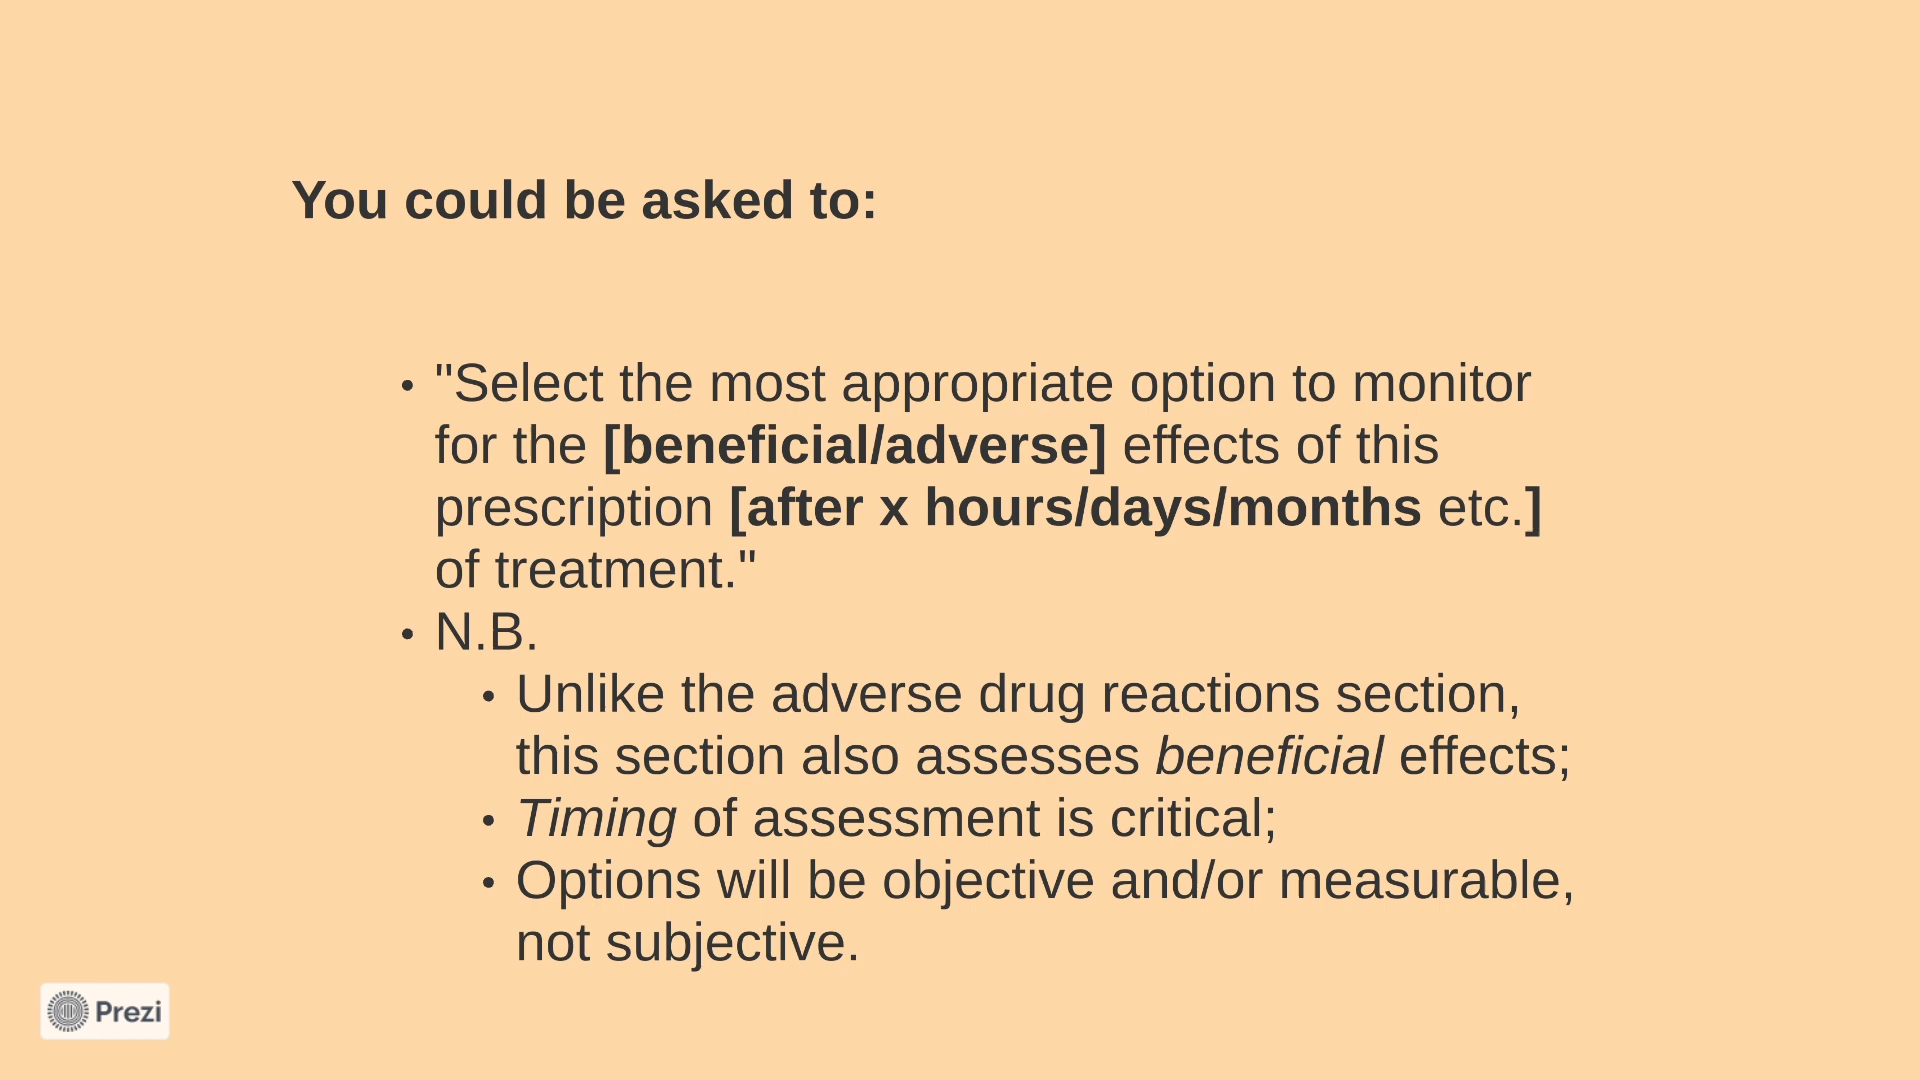 You could be asked to:
• "Select the most appropriate option to monitor
for the [beneficial/adverse] effects of this
prescription [after x hours/days/months etc.]
of treatment."
• N.B.
• Unlike the adverse drug reactions section,
this section also assesses beneficial effects;
• Timing of assessment is critical;
• Options will be objective and/or measurable,
not subjective.
Prezi